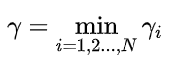 γ = min γᵢ
i=1,2...,N